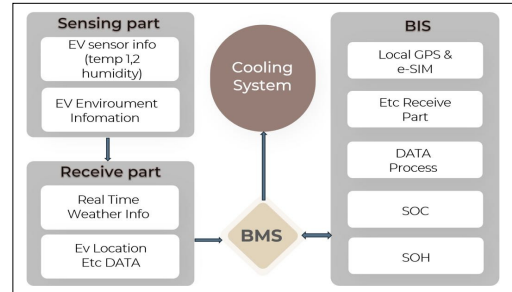 Sensing part
EV sensor info
(temp 1,2
humidity)
EV Enviroument
Infomation
Receive part
Real Time
Weather Info
Ev Location
Etc DATA
Cooling
System
BMS
BIS
Local GPS &
e-SIM
Etc Receive
Part
DATA
Process
SOC
SOH